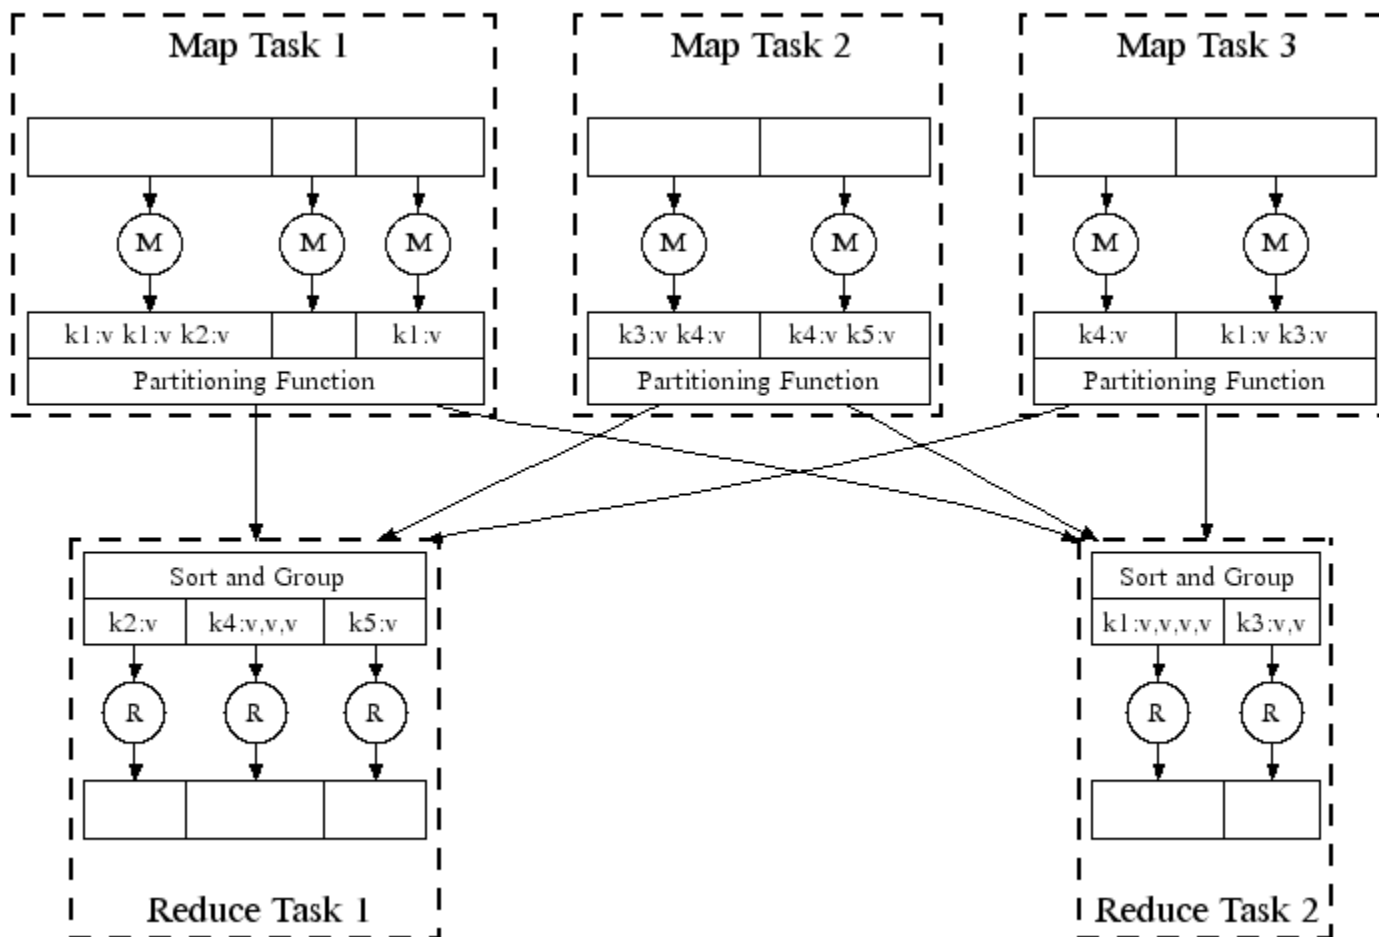 Map Task 1
Map Task 2
Map Task 3
M
M
M
M
M
M
M
k1:v k1:v k2:v
k1:v
k3:v k4:v
k4:v k5:v
k4:v
k1:v k3:v
Partitioning Function
Partitioning Function
Partitioning Function
Sort and Group
Sort and Group
k2:v
k4:v,v,v
k5:v
k1:v,v,v,v
k3:v,v
R
R
R
R
R
Reduce Task 1
Reduce Task 2